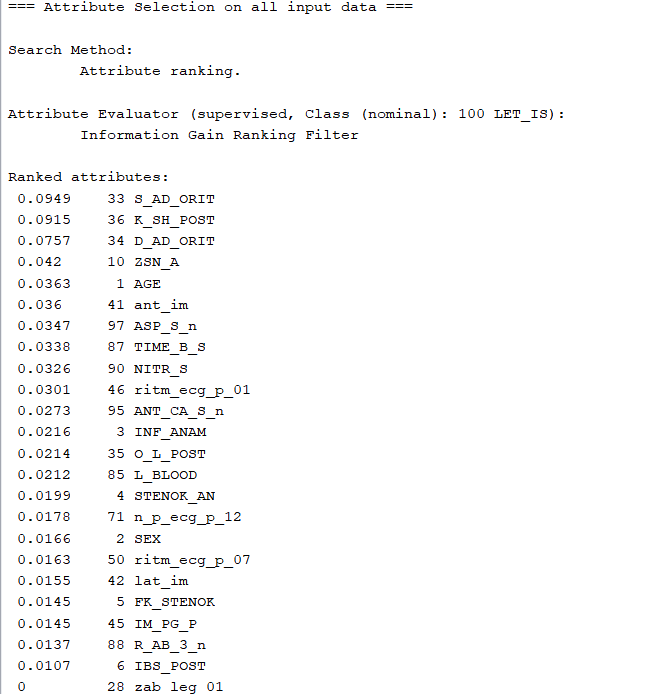 === Attribute Selection on all input data ===
Search Method:
Attribute ranking.
Attribute Evaluator (supervised, Class (nominal): 100 LET_IS):
Information Gain Ranking Filter
Ranked attributes:
0.0949 33 S_AD_ORIT
0.0915 36 K_SH_POST
0.0757 34 D_AD_ORIT
0.042 10 ZSN_A
0.0363 1 AGE
0.036 41 ant_im
0.0347 97 ASP_S_n
0.0338 87 TIME_B_S
0.0326 90 NITR_S
0.0301 46 ritm_ecg_p_01
0.0273 95 ANT_CA_S_n
0.0216 3 INF_ANAM
0.0214 35 O_L_POST
0.0212 85 L_BLOOD
0.0199 4 STENOK_AN
0.0178 71 n_p_ecg_p_12
0.0166 2 SEX
0.0163 50 ritm_ecg_p_07
0.0155 42 lat_im
0.0145 5 FK_STENOK
0.0145 45 IM_PG_P
0.0137 88 R_AB_3_n
0.0107 6 IBS_POST
0 28 zab_leg_01